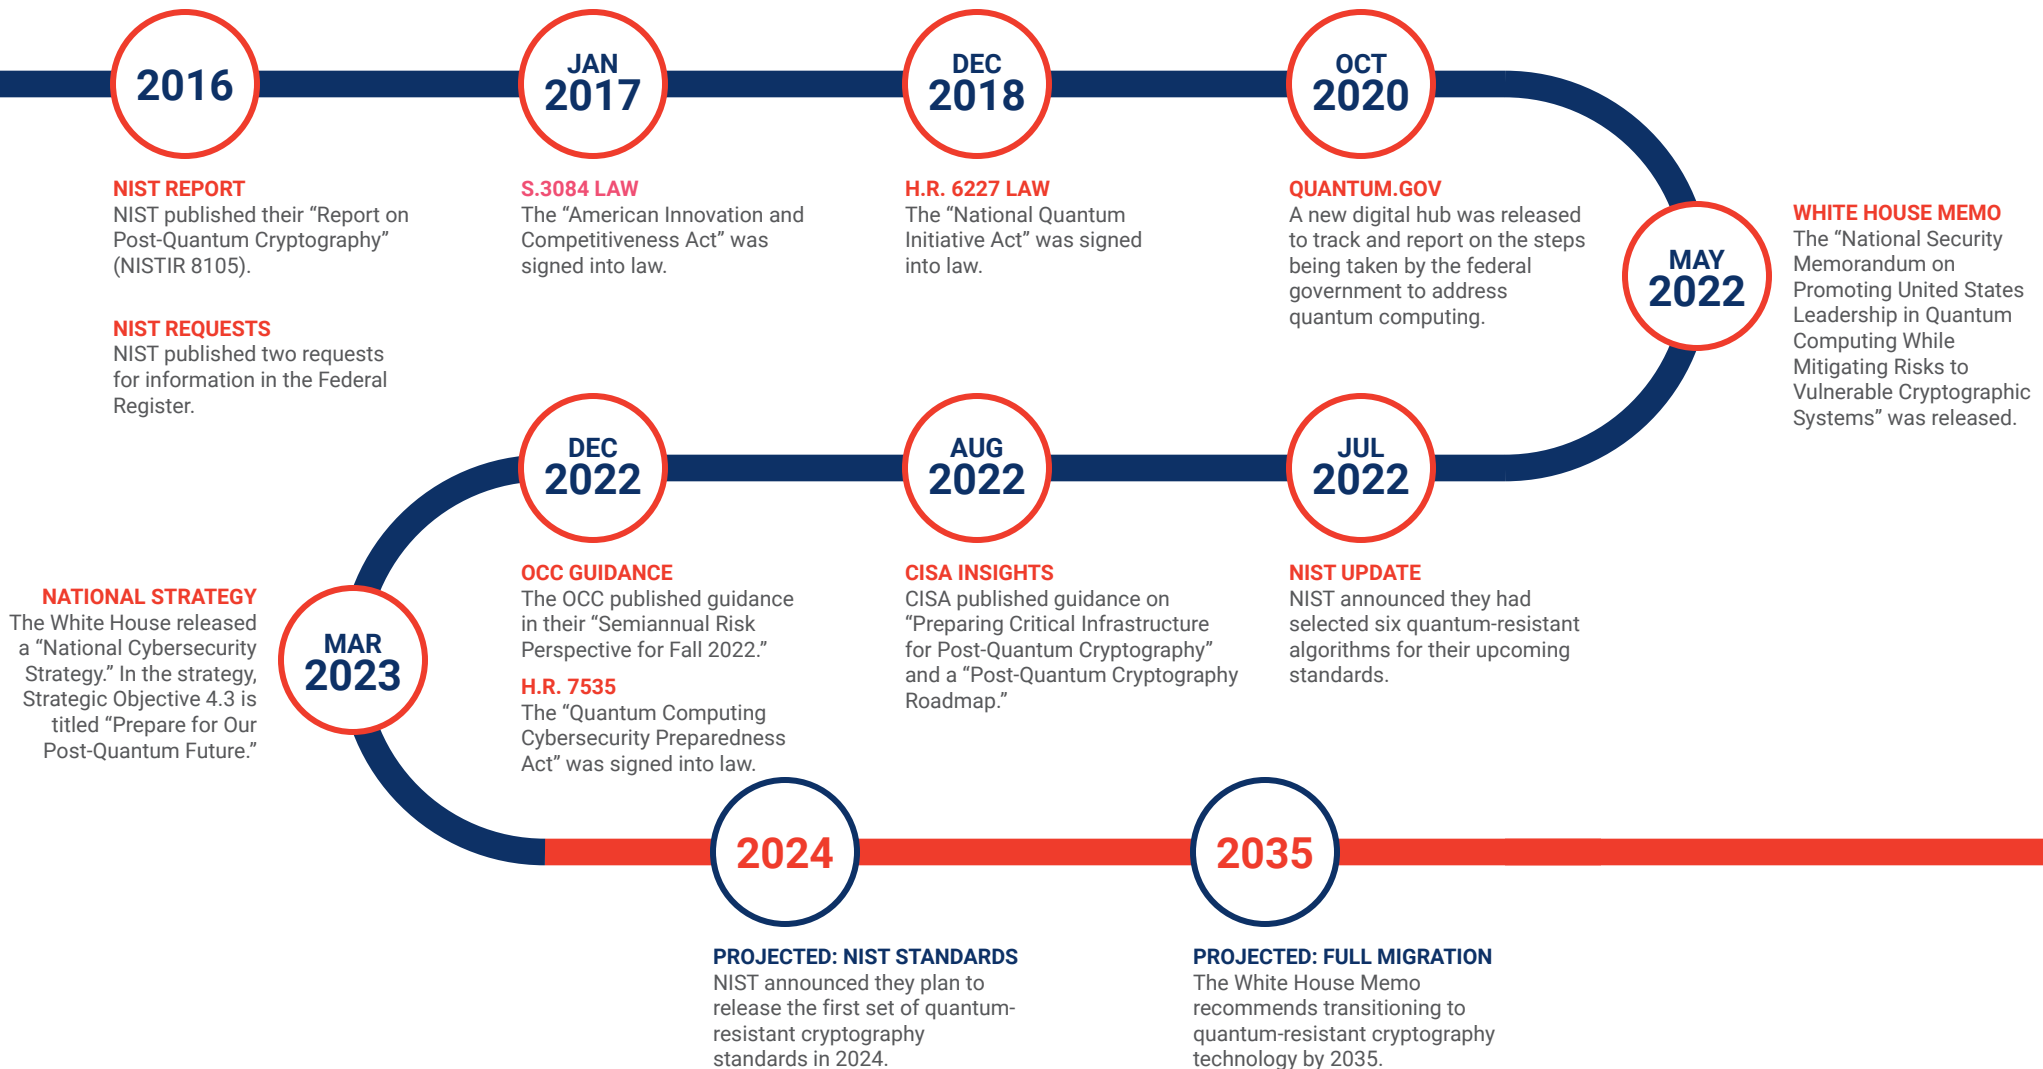 2016
NIST REPORT
NIST published their “Report on
Post-Quantum Cryptography”
(NISTIR 8105).
NIST REQUESTS
NIST published two requests
for information in the Federal
Register.
JAN
2017
S.3084 LAW
The “American Innovation and
Competitiveness Act” was
signed into law.
DEC
2018
H.R. 6227 LAW
The “National Quantum
Initiative Act” was signed
into law.
OCT
2020
QUANTUM.GOV
A new digital hub was released
to track and report on the steps
being taken by the federal
government to address
quantum computing.
MAY
2022
WHITE HOUSE MEMO
The “National Security
Memorandum on
Promoting United States
Leadership in Quantum
Computing While
Mitigating Risks to
Vulnerable Cryptographic
Systems” was released.
JUL
2022
NIST UPDATE
NIST announced they had
selected six quantum-resistant
algorithms for their upcoming
standards.
AUG
2022
CISA INSIGHTS
CISA published guidance on
“Preparing Critical Infrastructure
for Post-Quantum Cryptography”
and a “Post-Quantum Cryptography
Roadmap.”
DEC
2022
OCC GUIDANCE
The OCC published guidance
in their “Semiannual Risk
Perspective for Fall 2022.”
H.R. 7535
The “Quantum Computing
Cybersecurity Preparedness
Act” was signed into law.
MAR
2023
NATIONAL STRATEGY
The White House released
a “National Cybersecurity
Strategy.” In the strategy,
Strategic Objective 4.3 is
titled “Prepare for Our
Post-Quantum Future.”
2024
PROJECTED: NIST STANDARDS
NIST announced they plan to
release the first set of quantum-
resistant cryptography
standards in 2024.
2035
PROJECTED: FULL MIGRATION
The White House Memo
recommends transitioning to
quantum-resistant cryptography
technology by 2035.